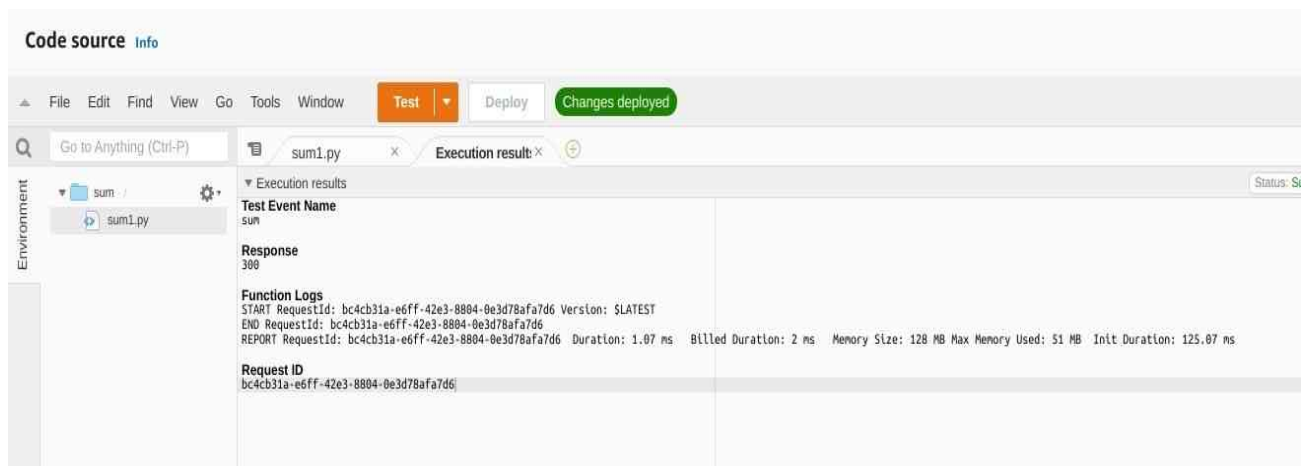 Code source Info
File Edit Find View Go Tools Window Test Deploy Changes deployed
Go to Anything (Ctrl-P)
sum1.py × Execution result: ×
Environment
sum /
sum1.py
Execution results
Status: Su
Test Event Name
sum
Response
300
Function Logs
START RequestId: bc4cb31a-e6ff-42e3-8804-0e3d78afa7d6 Version: $LATEST
END RequestId: bc4cb31a-e6ff-42e3-8804-0e3d78afa7d6
REPORT RequestId: bc4cb31a-e6ff-42e3-8804-0e3d78afa7d6 Duration: 1.07 ms Billed Duration: 2 ms Memory Size: 128 MB Max Memory Used: 51 MB Init Duration: 125.07 ms
Request ID
bc4cb31a-e6ff-42e3-8804-0e3d78afa7d6